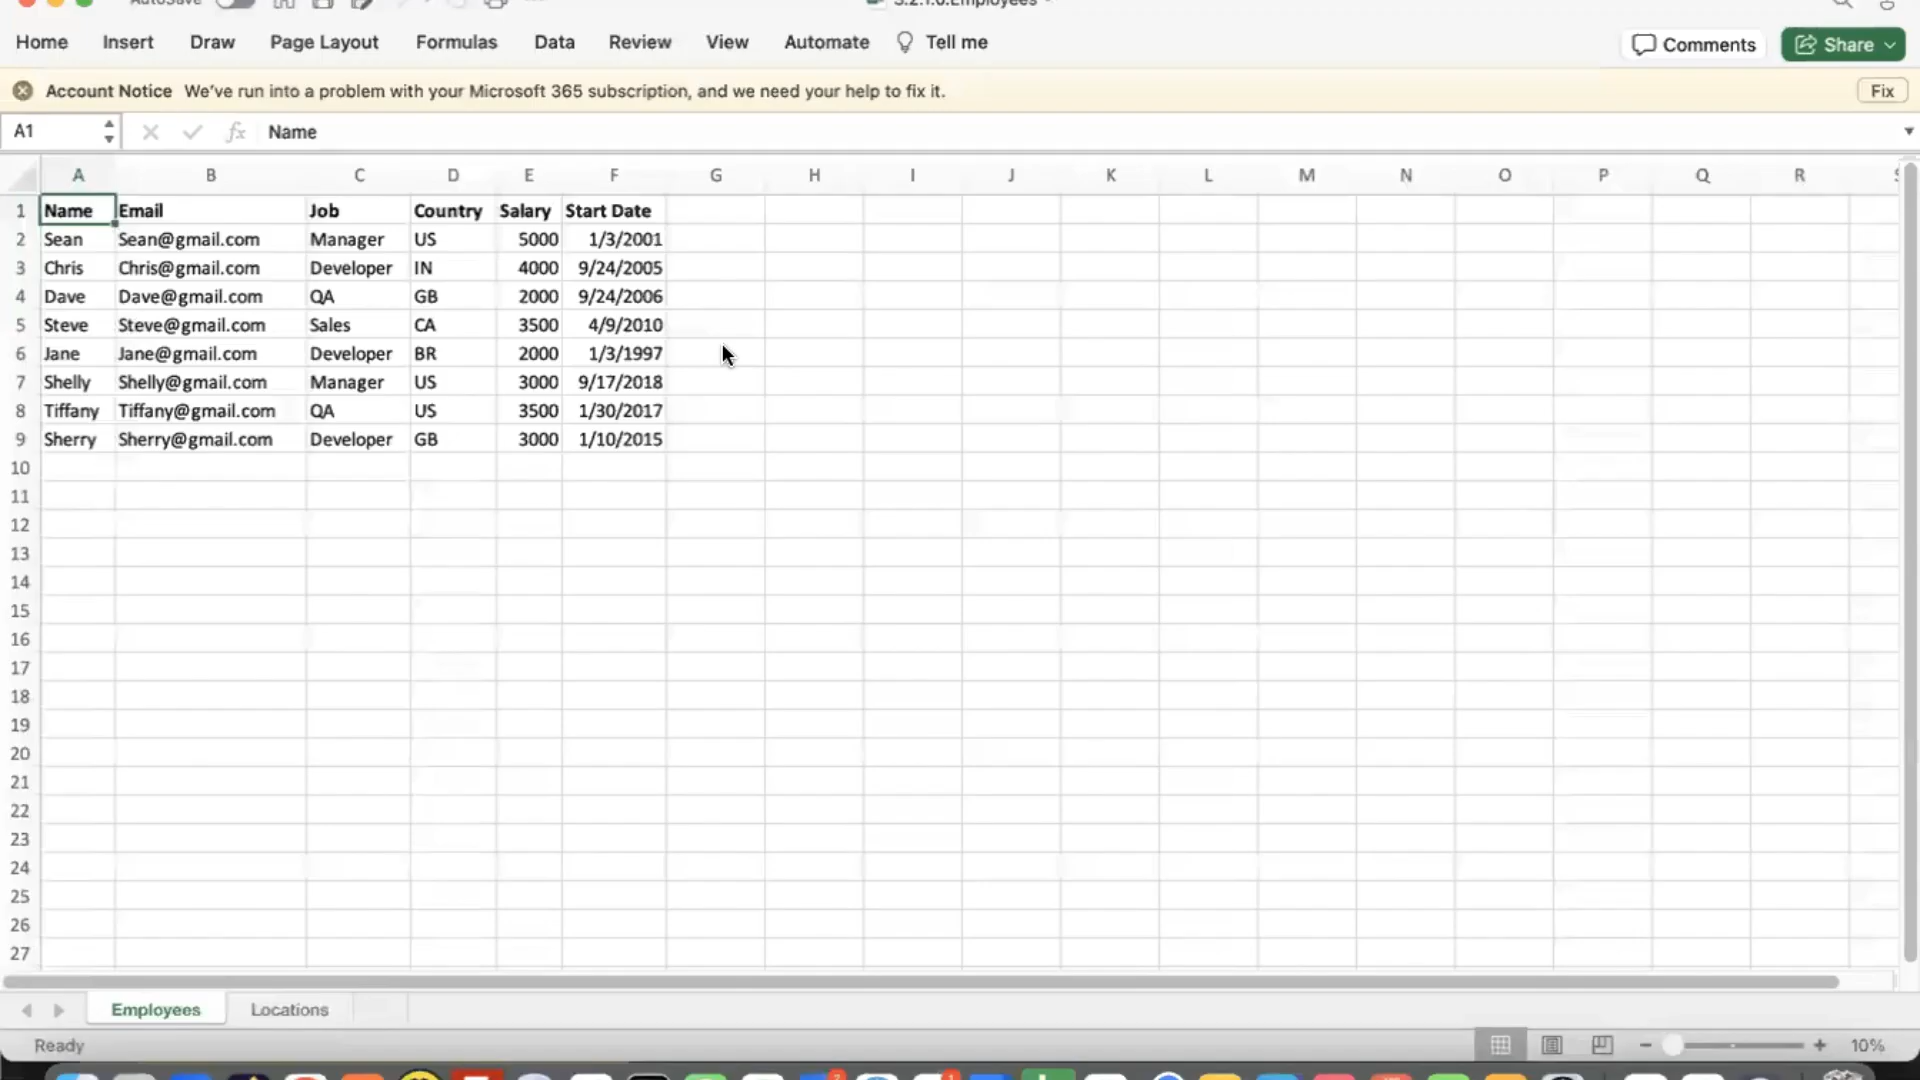 AutoSave
3.2.1.6.Employees
Home Insert Draw Page Layout Formulas Data Review View Automate Tell me Comments Share
Account Notice We've run into a problem with your Microsoft 365 subscription, and we need your help to fix it. Fix
A1 fx Name
A B C D E F G H I J K L M N O P Q R
1 Name Email Job Country Salary Start Date
2 Sean Sean@gmail.com Manager US 5000 1/3/2001
3 Chris Chris@gmail.com Developer IN 4000 9/24/2005
4 Dave Dave@gmail.com QA GB 2000 9/24/2006
5 Steve Steve@gmail.com Sales CA 3500 4/9/2010
6 Jane Jane@gmail.com Developer BR 2000 1/3/1997
7 Shelly Shelly@gmail.com Manager US 3000 9/17/2018
8 Tiffany Tiffany@gmail.com QA US 3500 1/30/2017
9 Sherry Sherry@gmail.com Developer GB 3000 1/10/2015
10
11
12
13
14
15
16
17
18
19
20
21
22
23
24
25
26
27
Employees Locations
Ready 10%